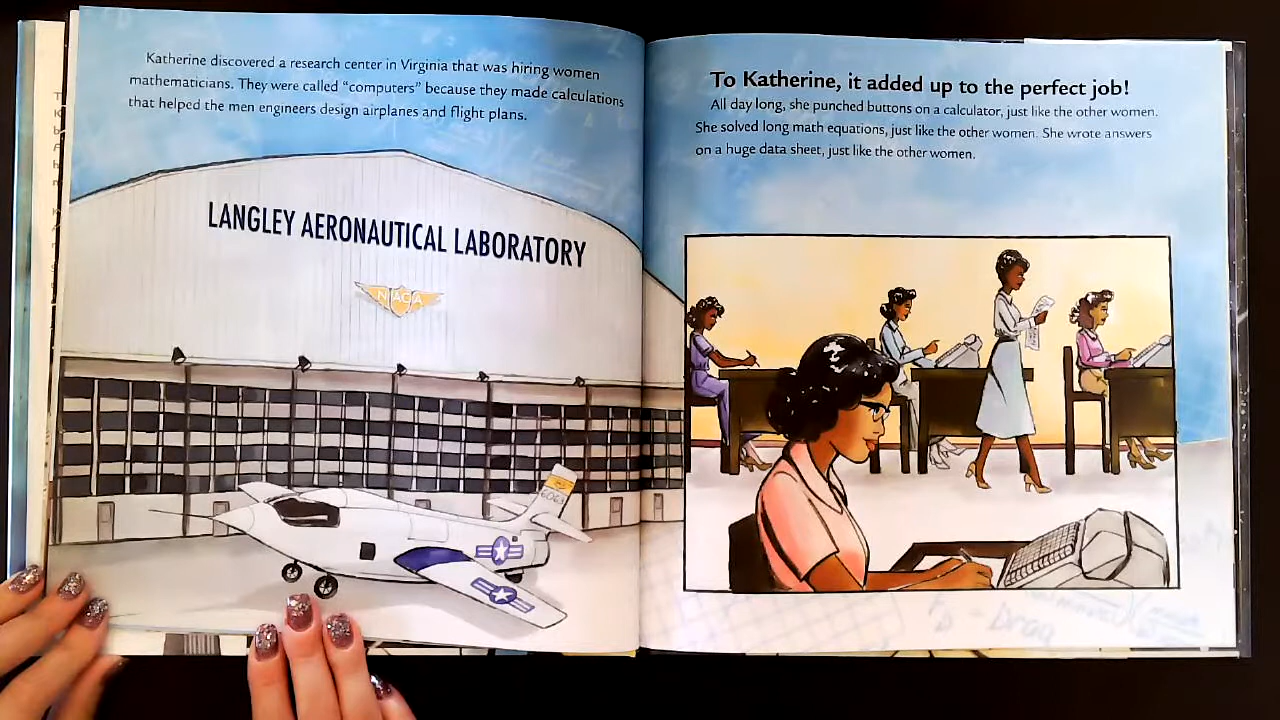 Katherine discovered a research center in Virginia that was hiring women
mathematicians. They were called “computers” because they made calculations
that helped the men engineers design airplanes and flight plans.
LANGLEY AERONAUTICAL LABORATORY
NACA
6063
To Katherine, it added up to the perfect job!
All day long, she punched buttons on a calculator, just like the other women.
She solved long math equations, just like the other women. She wrote answers
on a huge data sheet, just like the other women.
Drag